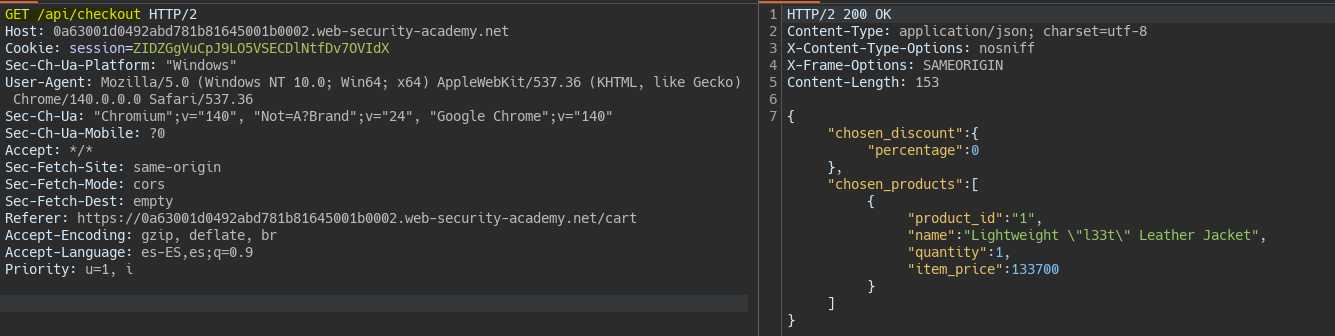 GET /api/checkout HTTP/2
Host: 0a63001d0492abd781b81645001b0002.web-security-academy.net
Cookie: session=ZIDZGgVuCpJ9LO5VSECDlNtfDv7OVIdX
Sec-Ch-Ua-Platform: "Windows"
User-Agent: Mozilla/5.0 (Windows NT 10.0; Win64; x64) AppleWebKit/537.36 (KHTML, like Gecko)
Chrome/140.0.0.0 Safari/537.36
Sec-Ch-Ua: "Chromium";v="140", "Not=A?Brand";v="24", "Google Chrome";v="140"
Sec-Ch-Ua-Mobile: ?0
Accept: */*
Sec-Fetch-Site: same-origin
Sec-Fetch-Mode: cors
Sec-Fetch-Dest: empty
Referer: https://0a63001d0492abd781b81645001b0002.web-security-academy.net/cart
Accept-Encoding: gzip, deflate, br
Accept-Language: es-ES,es;q=0.9
Priority: u=1, i
1 HTTP/2 200 OK
2 Content-Type: application/json; charset=utf-8
3 X-Content-Type-Options: nosniff
4 X-Frame-Options: SAMEORIGIN
5 Content-Length: 153
6
7 {
"chosen_discount":{
"percentage":0
},
"chosen_products":[
{
"product_id":"1",
"name":"Lightweight \"l33t\" Leather Jacket",
"quantity":1,
"item_price":133700
}
]
}